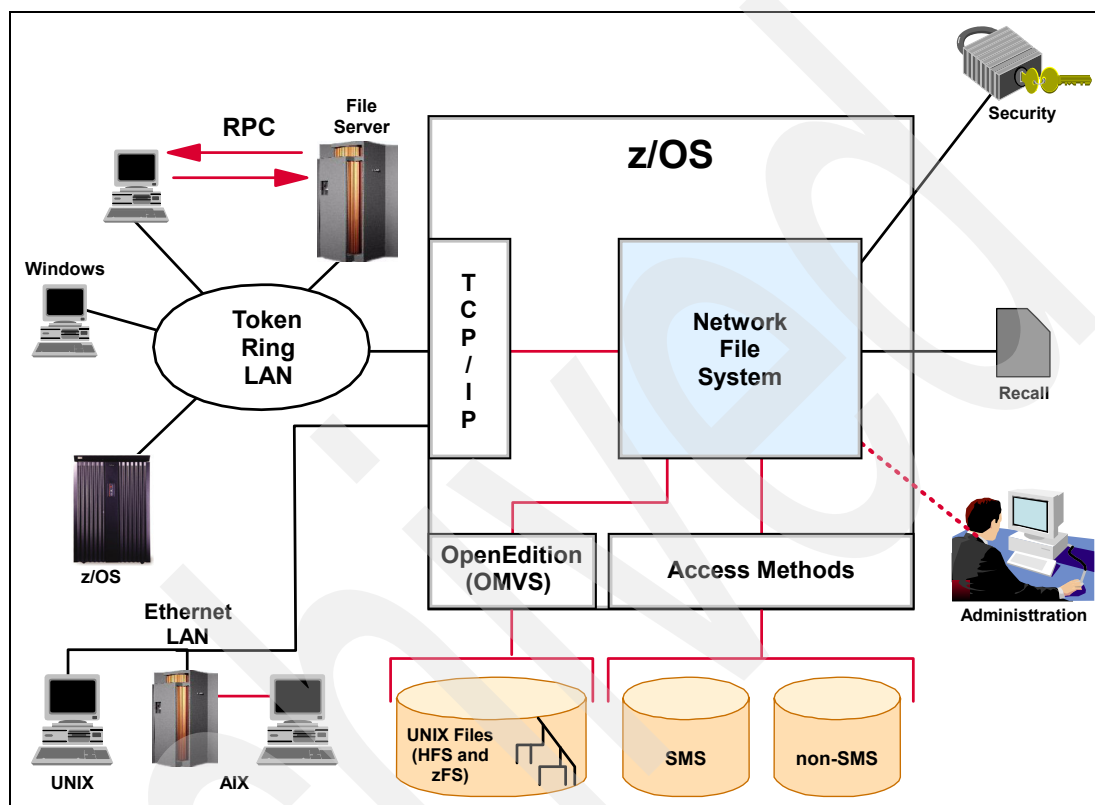 RPC
File
Server
z/OS
Security
Windows
Token
Ring
LAN
T
C
P
/
I
P
Network
File
System
Recall
z/OS
OpenEdition
(OMVS)
Access Methods
Administtration
Ethernet
LAN
UNIX
AIX
UNIX Files
(HFS and
zFS)
SMS
non-SMS